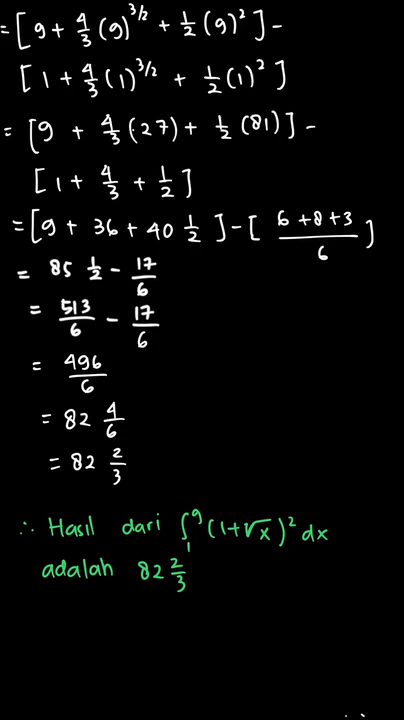 = [9 + 4/3 (9)^3/2 + 1/2 (9)^2] -
[1 + 4/3 (1)^3/2 + 1/2 (1)^2]
= [9 + 4/3 (27) + 1/2 (81)] -
[1 + 4/3 + 1/2]
= [9 + 36 + 40 1/2] - [(6+8+3)/6]
= 85 1/2 - 17/6
= 513/6 - 17/6
= 496/6
= 82 4/6
= 82 2/3
∴ Hasil dari ∫₁⁹ (1+√x)² dx
adalah 82 2/3